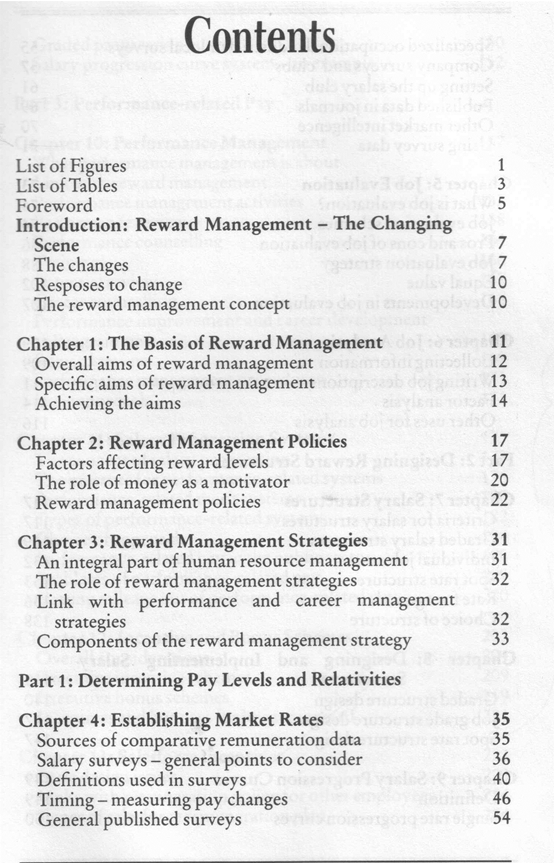 Contents
List of Figures 1
List of Tables 3
Foreword 5
Introduction: Reward Management – The Changing
Scene 7
The changes 7
Resposes to change 10
The reward management concept 10
Chapter 1: The Basis of Reward Management 11
Overall aims of reward management 12
Specific aims of reward management 13
Achieving the aims 14
Chapter 2: Reward Management Policies 17
Factors affecting reward levels 17
The role of money as a motivator 20
Reward management policies 22
Chapter 3: Reward Management Strategies 31
An integral part of human resource management 31
The role of reward management strategies 32
Link with performance and career management
strategies 32
Components of the reward management strategy 33
Part 1: Determining Pay Levels and Relativities
Chapter 4: Establishing Market Rates 35
Sources of comparative remuneration data 35
Salary surveys – general points to consider 36
Definitions used in surveys 40
Timing – measuring pay changes 46
General published surveys 54